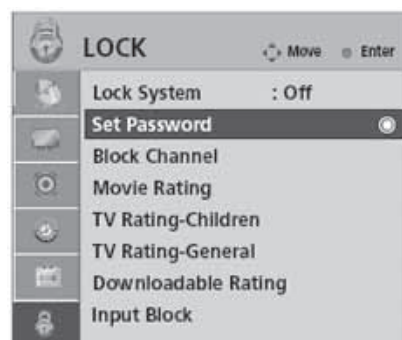 LOCK
Move Enter
Lock System : Off
Set Password
Block Channel
Movie Rating
TV Rating-Children
TV Rating-General
Downloadable Rating
Input Block